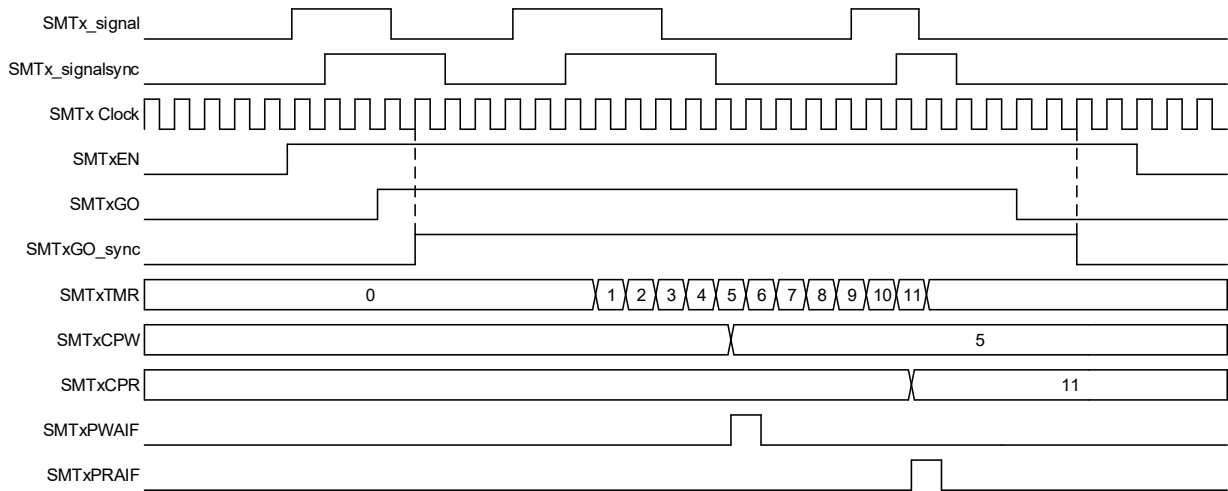 SMTx_signal
SMTx_signalsync
SMTx Clock
SMTxEN
SMTxGO
SMTxGO_sync
SMTxTMR 0 1 2 3 4 5 6 7 8 9 10 11
SMTxCPW 5
SMTxCPR 11
SMTxPWAIF
SMTxPRAIF